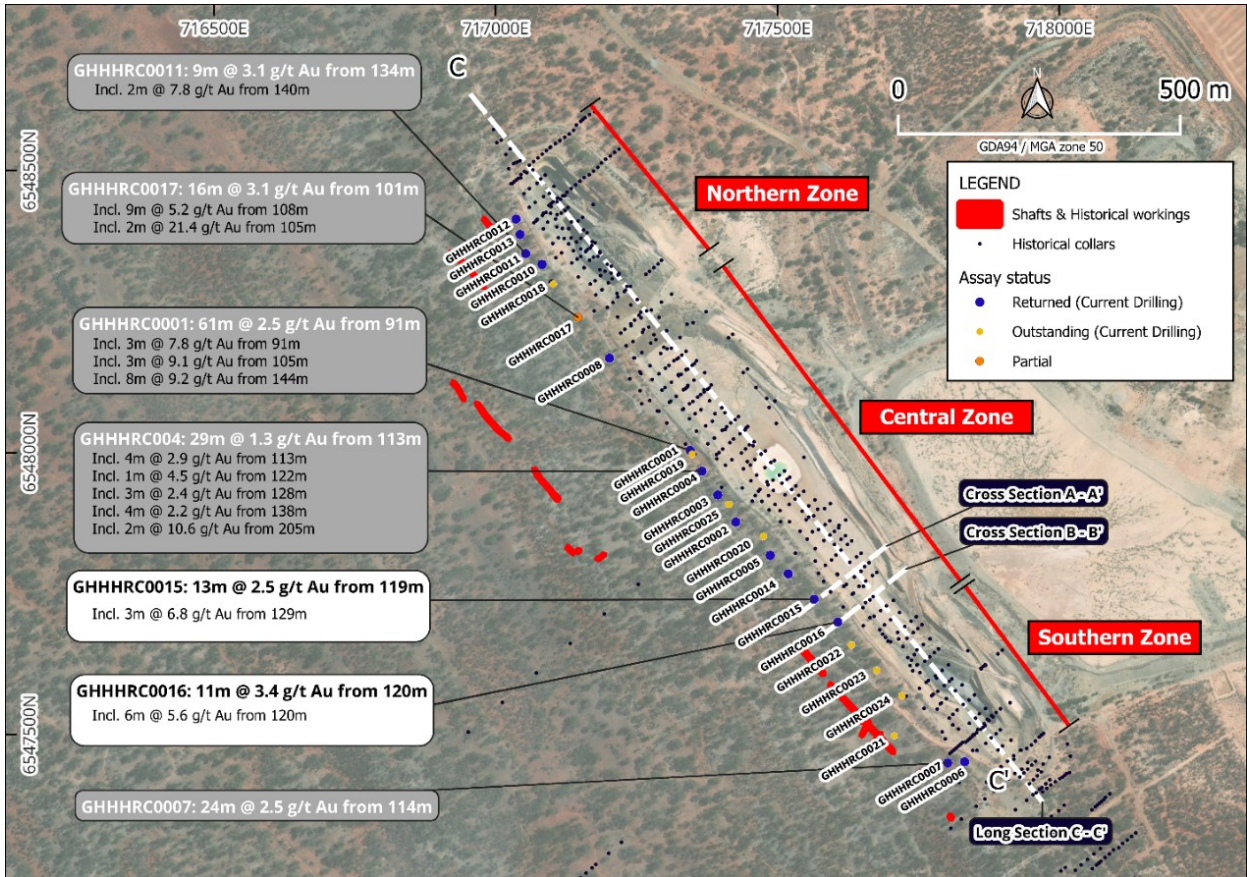 716500E
717000E
717500E
718000E
6548500N
6548000N
6547500N
C
GHHHRC0011: 9m @ 3.1 g/t Au from 134m
Incl. 2m @ 7.8 g/t Au from 140m
GHHHRC0017: 16m @ 3.1 g/t Au from 101m
Incl. 9m @ 5.2 g/t Au from 108m
Incl. 2m @ 21.4 g/t Au from 105m
GHHHRC0001: 61m @ 2.5 g/t Au from 91m
Incl. 3m @ 7.8 g/t Au from 91m
Incl. 3m @ 9.1 g/t Au from 105m
Incl. 8m @ 9.2 g/t Au from 144m
GHHHRC004: 29m @ 1.3 g/t Au from 113m
Incl. 4m @ 2.9 g/t Au from 113m
Incl. 1m @ 4.5 g/t Au from 122m
Incl. 3m @ 2.4 g/t Au from 128m
Incl. 4m @ 2.2 g/t Au from 138m
Incl. 2m @ 10.6 g/t Au from 205m
GHHHRC0015: 13m @ 2.5 g/t Au from 119m
Incl. 3m @ 6.8 g/t Au from 129m
GHHHRC0016: 11m @ 3.4 g/t Au from 120m
Incl. 6m @ 5.6 g/t Au from 120m
GHHHRC0007: 24m @ 2.5 g/t Au from 114m
GHHHRC0012
GHHHRC0013
GHHHRC0011
GHHHRC0010
GHHHRC0018
GHHHRC0017
GHHHRC0008
GHHHRC0001
GHHHRC0019
GHHHRC0004
GHHHRC0003
GHHHRC0025
GHHHRC0002
GHHHRC0020
GHHHRC0005
GHHHRC0014
GHHHRC0015
GHHHRC0016
GHHHRC0022
GHHHRC0023
GHHHRC0024
GHHHRC0021
GHHHRC0007
GHHHRC0006
Northern Zone
Central Zone
Southern Zone
Cross Section A - A'
Cross Section B - B'
C'
Long Section C - C'
0
500 m
N
GDA94 / MGA zone 50
LEGEND
Shafts & Historical workings
Historical collars
Assay status
Returned (Current Drilling)
Outstanding (Current Drilling)
Partial